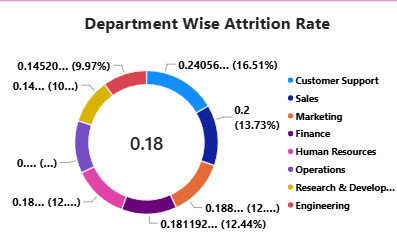 Department Wise Attrition Rate
0.14520... (9.97%)
0.24056... (16.51%)
0.14... (10...)
0.2
(13.73%)
0.... (...)
0.18
0.18... (12....)
0.188... (12....)
0.181192... (12.44%)
Customer Support
Sales
Marketing
Finance
Human Resources
Operations
Research & Develop...
Engineering